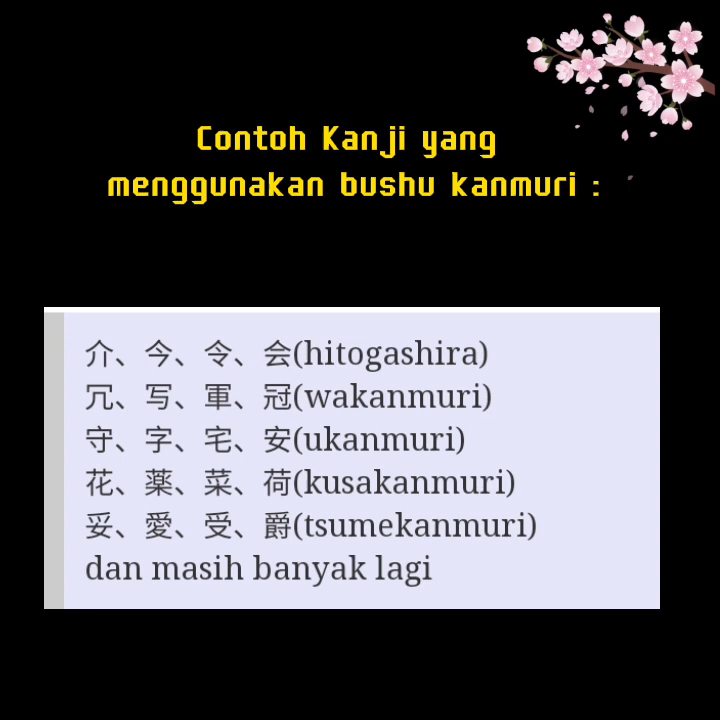 Contoh Kanji yang
menggunakan bushu kanmuri :
介、今、令、会(hitogashira)
冗、写、軍、冠(wakanmuri)
守、字、宅、安(ukanmuri)
花、薬、菜、荷(kusakanmuri)
妥、愛、受、爵(tsumekanmuri)
dan masih banyak lagi